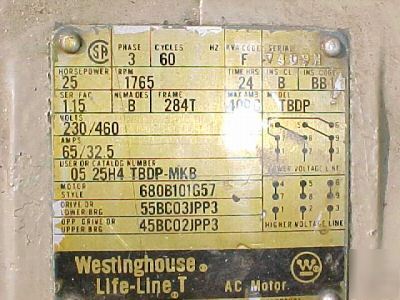 SA PHASE CYCLES HZ KVA CODE SERIAL
3 60 F
HORSEPOWER RPM TIME HRS INS. CL INS. CODE
25 1765 24 B BB
SER. FAC. NEMA DES FRAME MAX AMB MODEL
1.15 B 284T TBDP
VOLTS
230/460
AMPS
65/32.5
USER OR CATALOG NUMBER
05 25H4 TBDP-MKB
MOTOR STYLE 680B101G57
DRIVE OR LOWER BRG 55BC03JPP3
OPP. DRIVE OR UPPER BRG 45BC02JPP3
HIGHER VOLTAGE LINE
Westinghouse
Life-Line T AC Motor